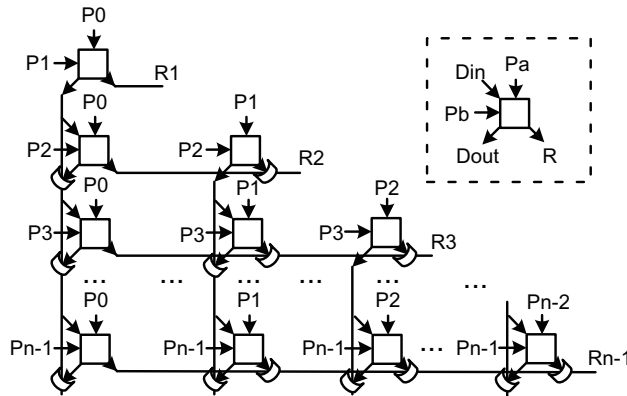 P0
P1 R1
Din Pa
Pb
Dout R
P0 P1
P2 P2 R2
P0 P1 P2
P3 P3 P3 R3
... ... ... ... ... ...
P0 P1 P2 Pn-2
Pn-1 Pn-1 Pn-1 ... Pn-1 Rn-1